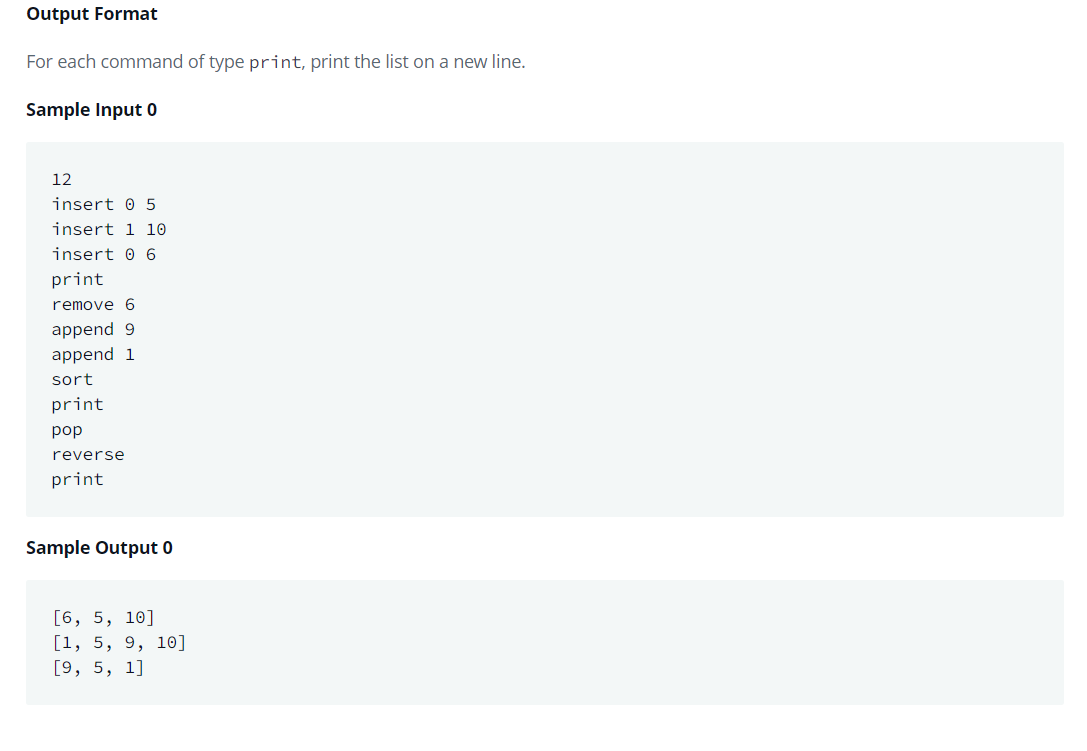 Output Format
For each command of type print, print the list on a new line.
Sample Input 0
12
insert 0 5
insert 1 10
insert 0 6
print
remove 6
append 9
append 1
sort
print
pop
reverse
print
Sample Output 0
[6, 5, 10]
[1, 5, 9, 10]
[9, 5, 1]